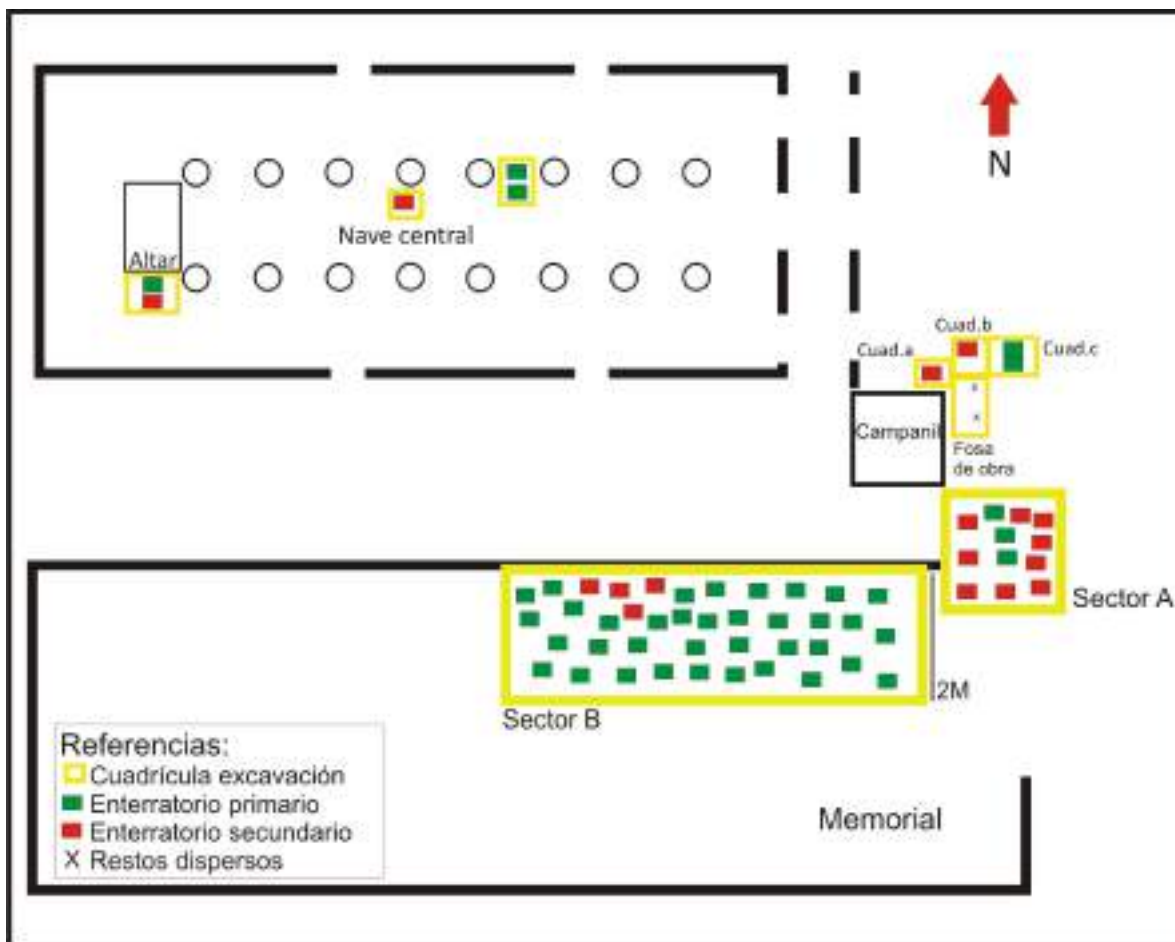 N
Nave central
Altar
Cuad.b
Cuad.a
Cuad.c
Campanil
Fosa
de obra
x
x
Sector A
2M
Sector B
Referencias:
Cuadrícula excavación
Enterratorio primario
Enterratorio secundario
X Restos dispersos
Memorial